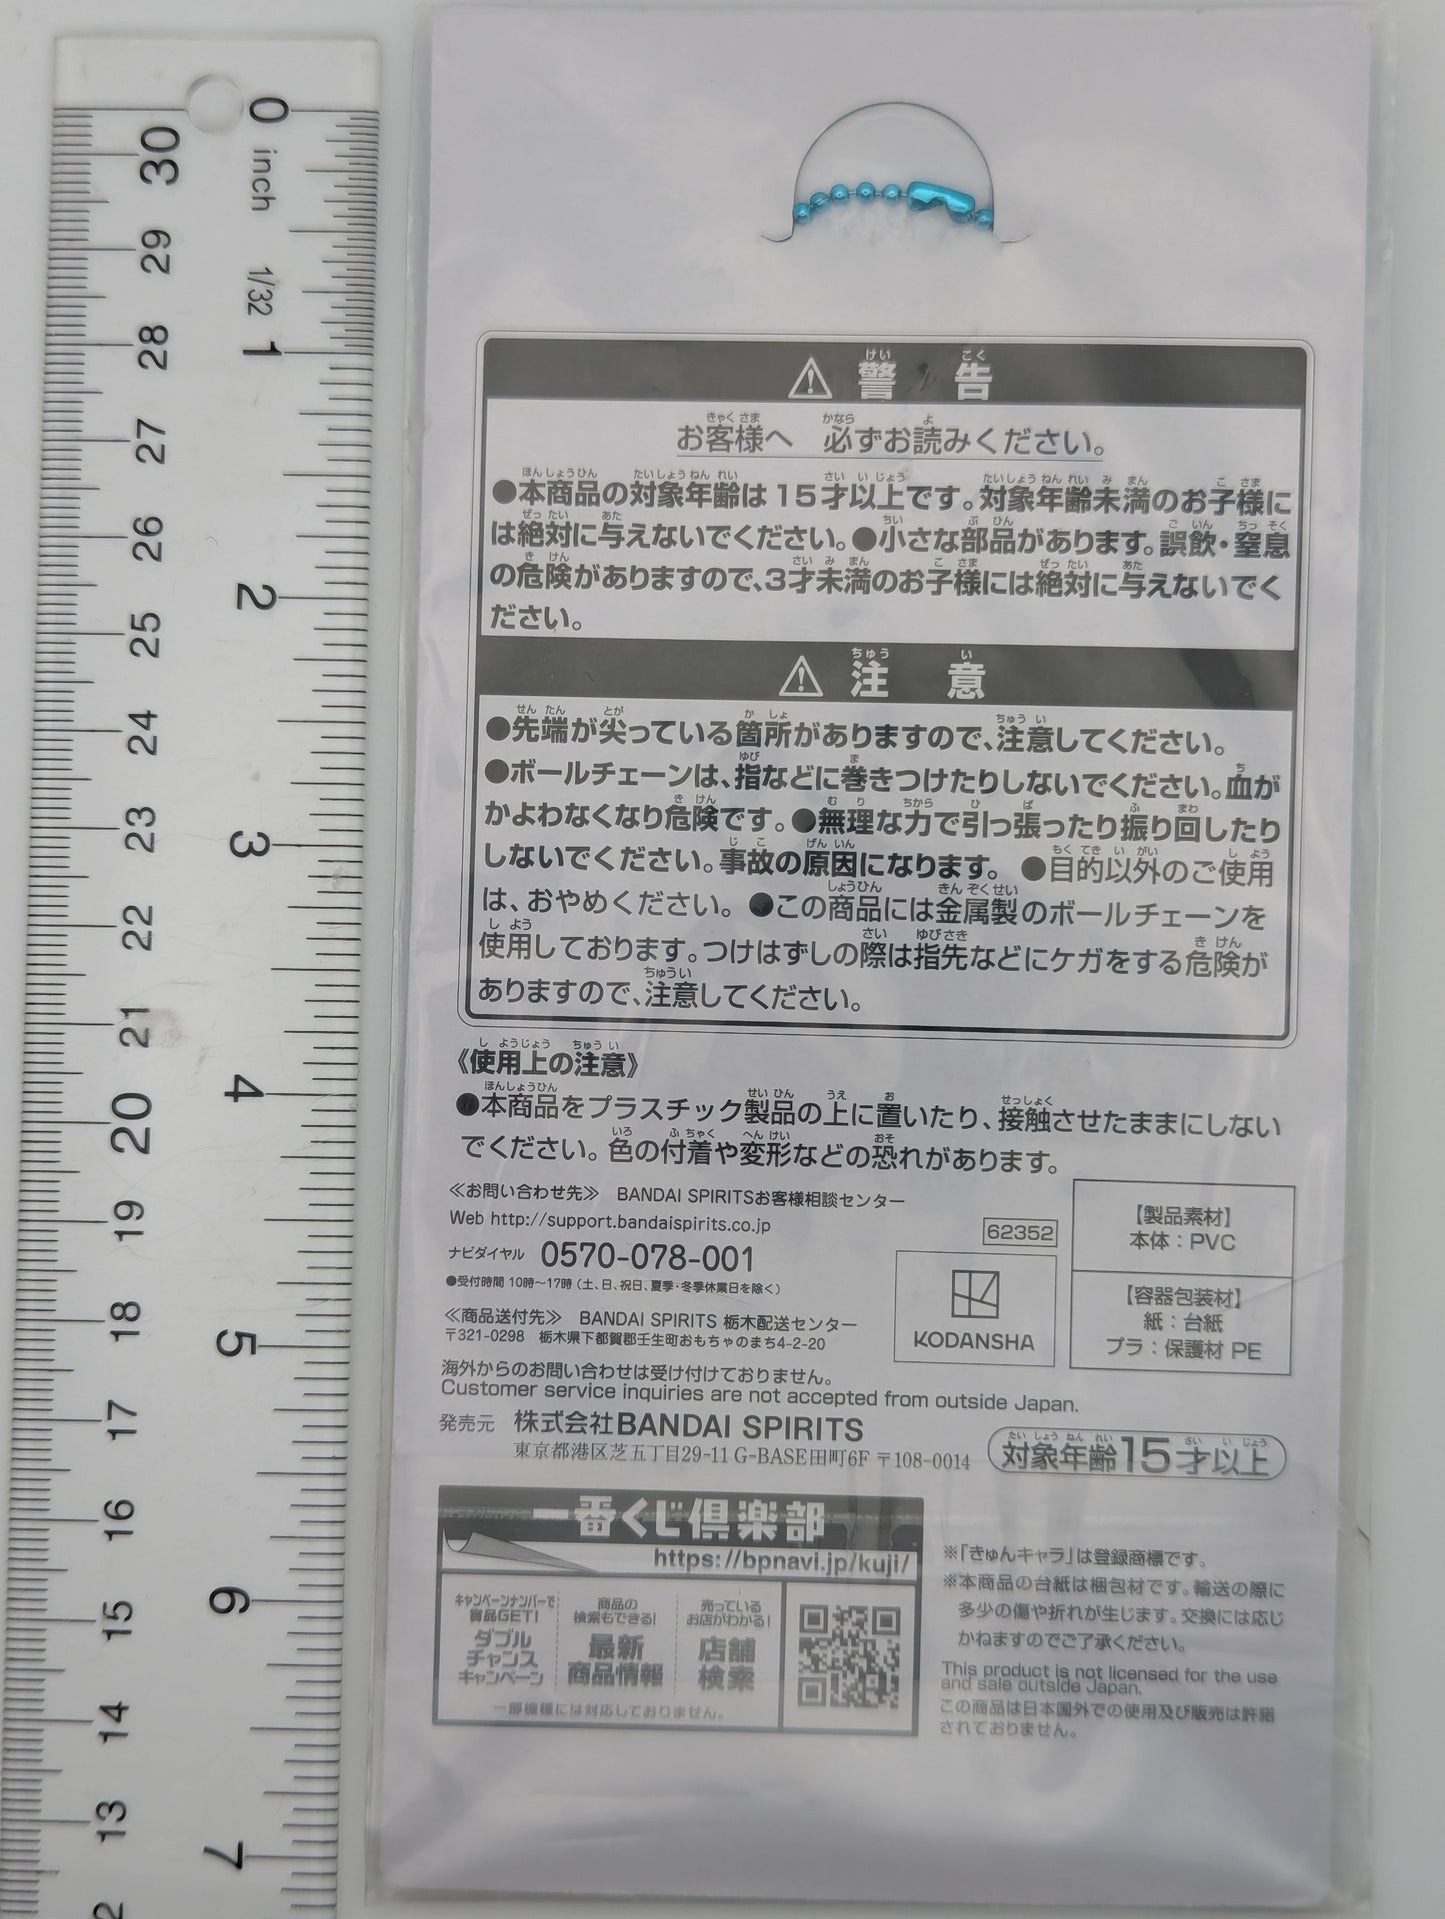 0 inch 1/32 1 2 3 4 5 6 7
30 29 28 27 26 25 24 23 22 21 20 19 18 17 16 15 14 13
警告
お客様へ 必ずお読みください。
●本商品の対象年齢は15才以上です。対象年齢未満のお子様に
は絶対に与えないでください。●小さな部品があります。誤飲・窒息
の危険がありますので、3才未満のお子様には絶対に与えないでく
ださい。
注意
●先端が尖っている箇所がありますので、注意してください。
●ボールチェーンは、指などに巻きつけたりしないでください。血が
かよわなくなり危険です。●無理な力で引っ張ったり振り回したり
しないでください。事故の原因になります。 ●目的以外のご使用
は、おやめください。●この商品には金属製のボールチェーンを
使用しております。つけはずしの際は指先などにケガをする危険が
ありますので、注意してください。
《使用上の注意》
●本商品をプラスチック製品の上に置いたり、接触させたままにしない
でください。色の付着や変形などの恐れがあります。
≪お問い合わせ先≫ BANDAI SPIRITSお客様相談センター
Web http://support.bandaispirits.co.jp
ナビダイヤル 0570-078-001
●受付時間 10時〜17時（土、日、祝日、夏季・冬季休業日を除く）
≪商品送付先≫ BANDAI SPIRITS 栃木配送センター
〒321-0298 栃木県下都賀郡壬生町おもちゃのまち4-2-20
62352
KODANSHA
【製品素材】
本体：PVC
【容器包装材】
紙：台紙
プラ：保護材 PE
海外からのお問い合わせは受け付けておりません。
Customer service inquiries are not accepted from outside Japan.
発売元 株式会社BANDAI SPIRITS
東京都港区芝五丁目29-11 G-BASE田町6F 〒108-0014
対象年齢15才以上
一番くじ倶楽部
https://bpnavi.jp/kuji/
キャンペーンナンバーで
賞品GET!
ダブル
チャンス
キャンペーン
商品の
検索もできる!
最新
商品情報
売っている
お店がわかる!
店舗
検索
一部機種には対応しておりません。
※「きゅんキャラ」は登録商標です。
※本商品の台紙は梱包材です。輸送の際に
多少の傷や折れが生じます。交換には応じ
かねますのでご了承ください。
This product is not licensed for the use
and sale outside Japan.
この商品は日本国外での使用及び販売は許諾
されておりません。